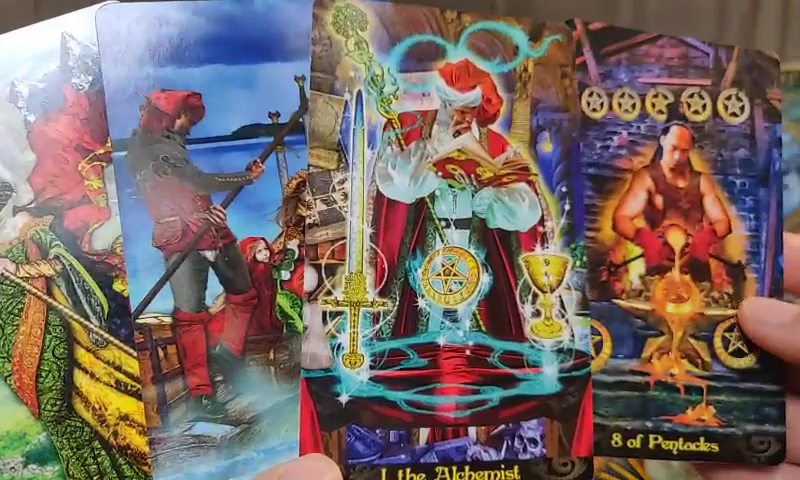 I. the Alchemist
8 of Pentacles